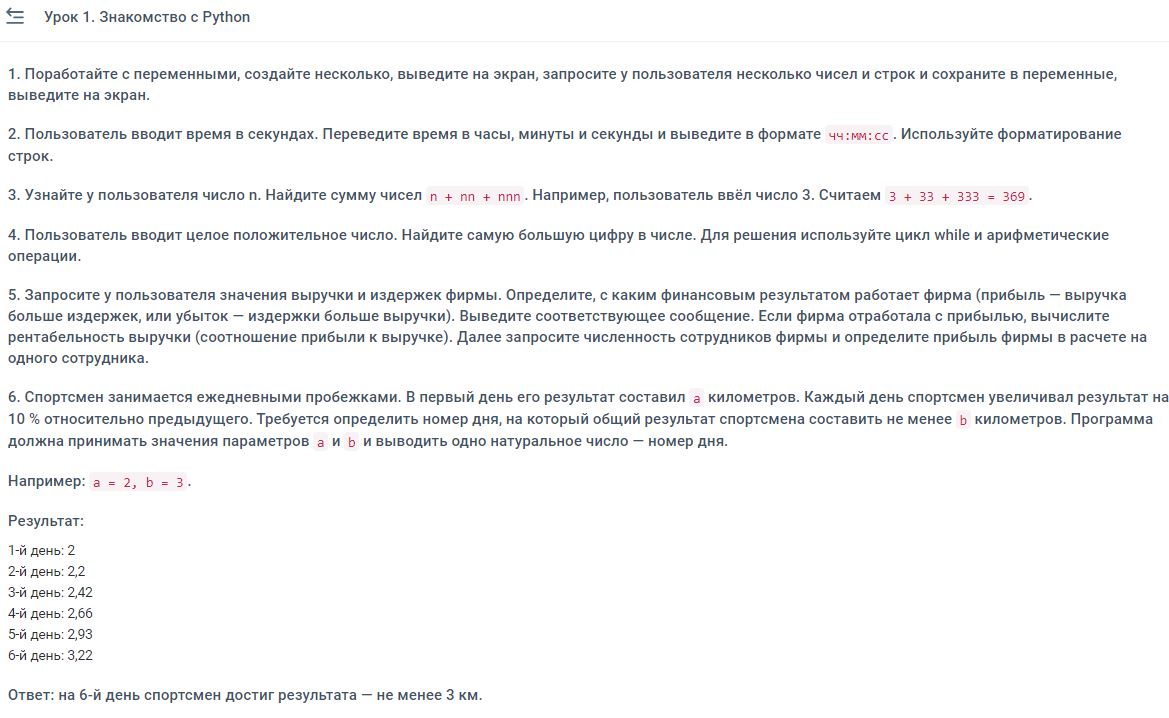 Урок 1. Знакомство с Python
1. Поработайте с переменными, создайте несколько, выведите на экран, запросите у пользователя несколько чисел и строк и сохраните в переменные,
выведите на экран.
2. Пользователь вводит время в секундах. Переведите время в часы, минуты и секунды и выведите в формате чч:мм:сс. Используйте форматирование
строк.
3. Узнайте у пользователя число n. Найдите сумму чисел n + nn + nnn. Например, пользователь ввёл число 3. Считаем 3 + 33 + 333 = 369.
4. Пользователь вводит целое положительное число. Найдите самую большую цифру в числе. Для решения используйте цикл while и арифметические
операции.
5. Запросите у пользователя значения выручки и издержек фирмы. Определите, с каким финансовым результатом работает фирма (прибыль — выручка
больше издержек, или убыток — издержки больше выручки). Выведите соответствующее сообщение. Если фирма отработала с прибылью, вычислите
рентабельность выручки (соотношение прибыли к выручке). Далее запросите численность сотрудников фирмы и определите прибыль фирмы в расчете на
одного сотрудника.
6. Спортсмен занимается ежедневными пробежками. В первый день его результат составил a километров. Каждый день спортсмен увеличивал результат на
10 % относительно предыдущего. Требуется определить номер дня, на который общий результат спортсмена составить не менее b километров. Программа
должна принимать значения параметров a и b и выводить одно натуральное число — номер дня.
Например: a = 2, b = 3.
Результат:
1-й день: 2
2-й день: 2,2
3-й день: 2,42
4-й день: 2,66
5-й день: 2,93
6-й день: 3,22
Ответ: на 6-й день спортсмен достиг результата — не менее 3 км.